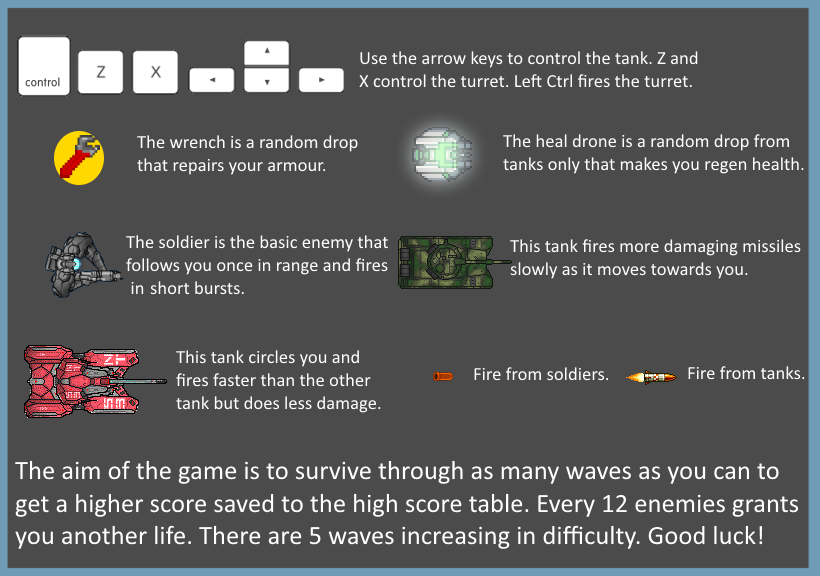 control
Z
X
Use the arrow keys to control the tank. Z and
X control the turret. Left Ctrl fires the turret.
The wrench is a random drop
that repairs your armour.
The heal drone is a random drop from
tanks only that makes you regen health.
The soldier is the basic enemy that
follows you once in range and fires
in short bursts.
This tank fires more damaging missiles
slowly as it moves towards you.
This tank circles you and
fires faster than the other
tank but does less damage.
Fire from soldiers.
Fire from tanks.
The aim of the game is to survive through as many waves as you can to
get a higher score saved to the high score table. Every 12 enemies grants
you another life. There are 5 waves increasing in difficulty. Good luck!